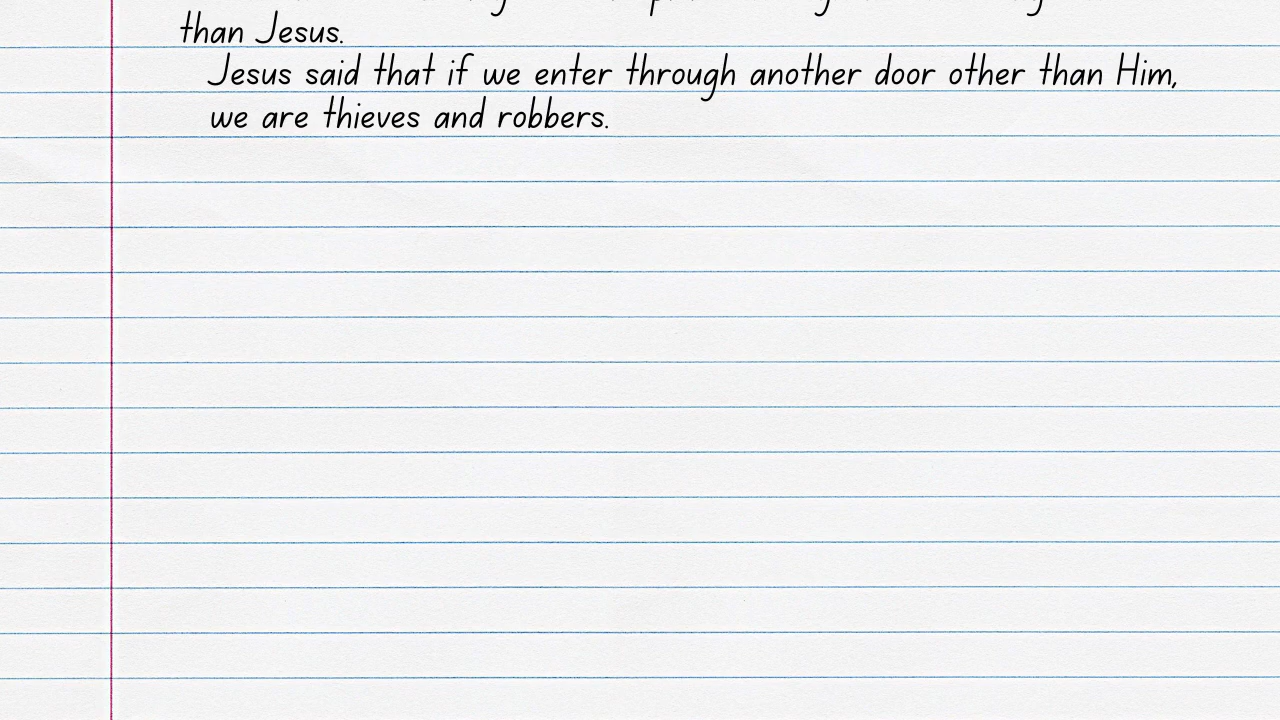 than Jesus.
Jesus said that if we enter through another door other than Him,
we are thieves and robbers.